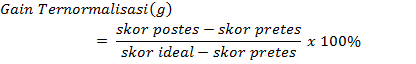 Gain Ternormalisasi(g)
= skor postes − skor pretes / skor ideal − skor pretes x 100%